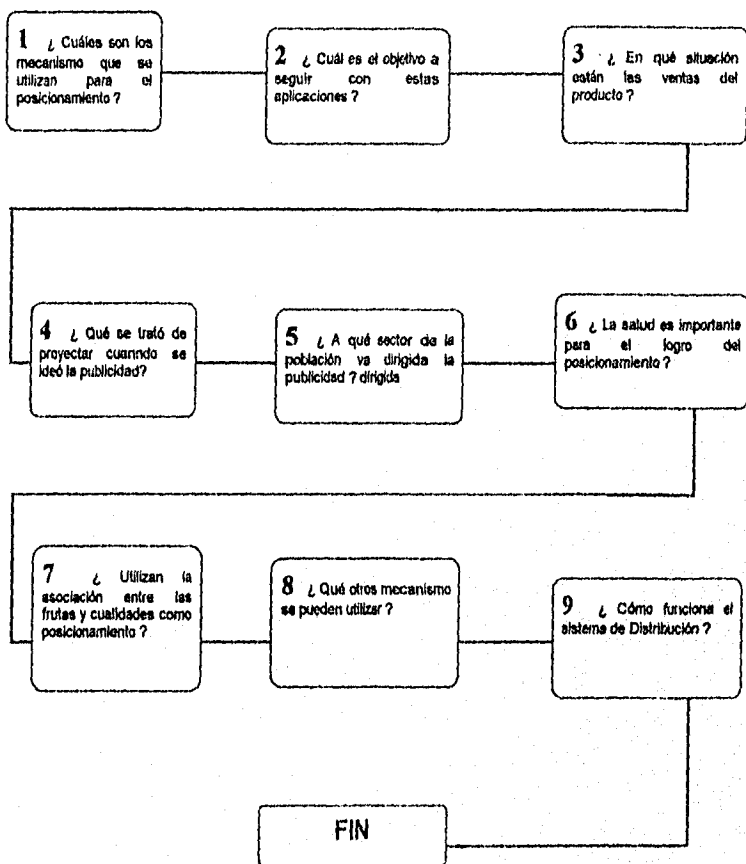 1 ¿ Cuáles son los
mecanismo que se
utilizan para el
posicionamiento ?
2 ¿ Cuál es el objetivo a
seguir con estas
aplicaciones ?
3 ¿ En qué situación
están las ventas del
producto ?
4 ¿ Qué se trató de
proyectar cuanndo se
ideó la publicidad?
5 ¿ A qué sector de la
población va dirigida la
publicidad ? dirigida
6 ¿ La salud es importante
para el logro del
posicionamiento ?
7 ¿ Utilizan la
asociación entre las
frutas y cualidades como
posicionamiento ?
8 ¿ Qué otros mecanismo
se pueden utilizar ?
9 ¿ Cómo funciona el
sistema de Distribución ?
FIN